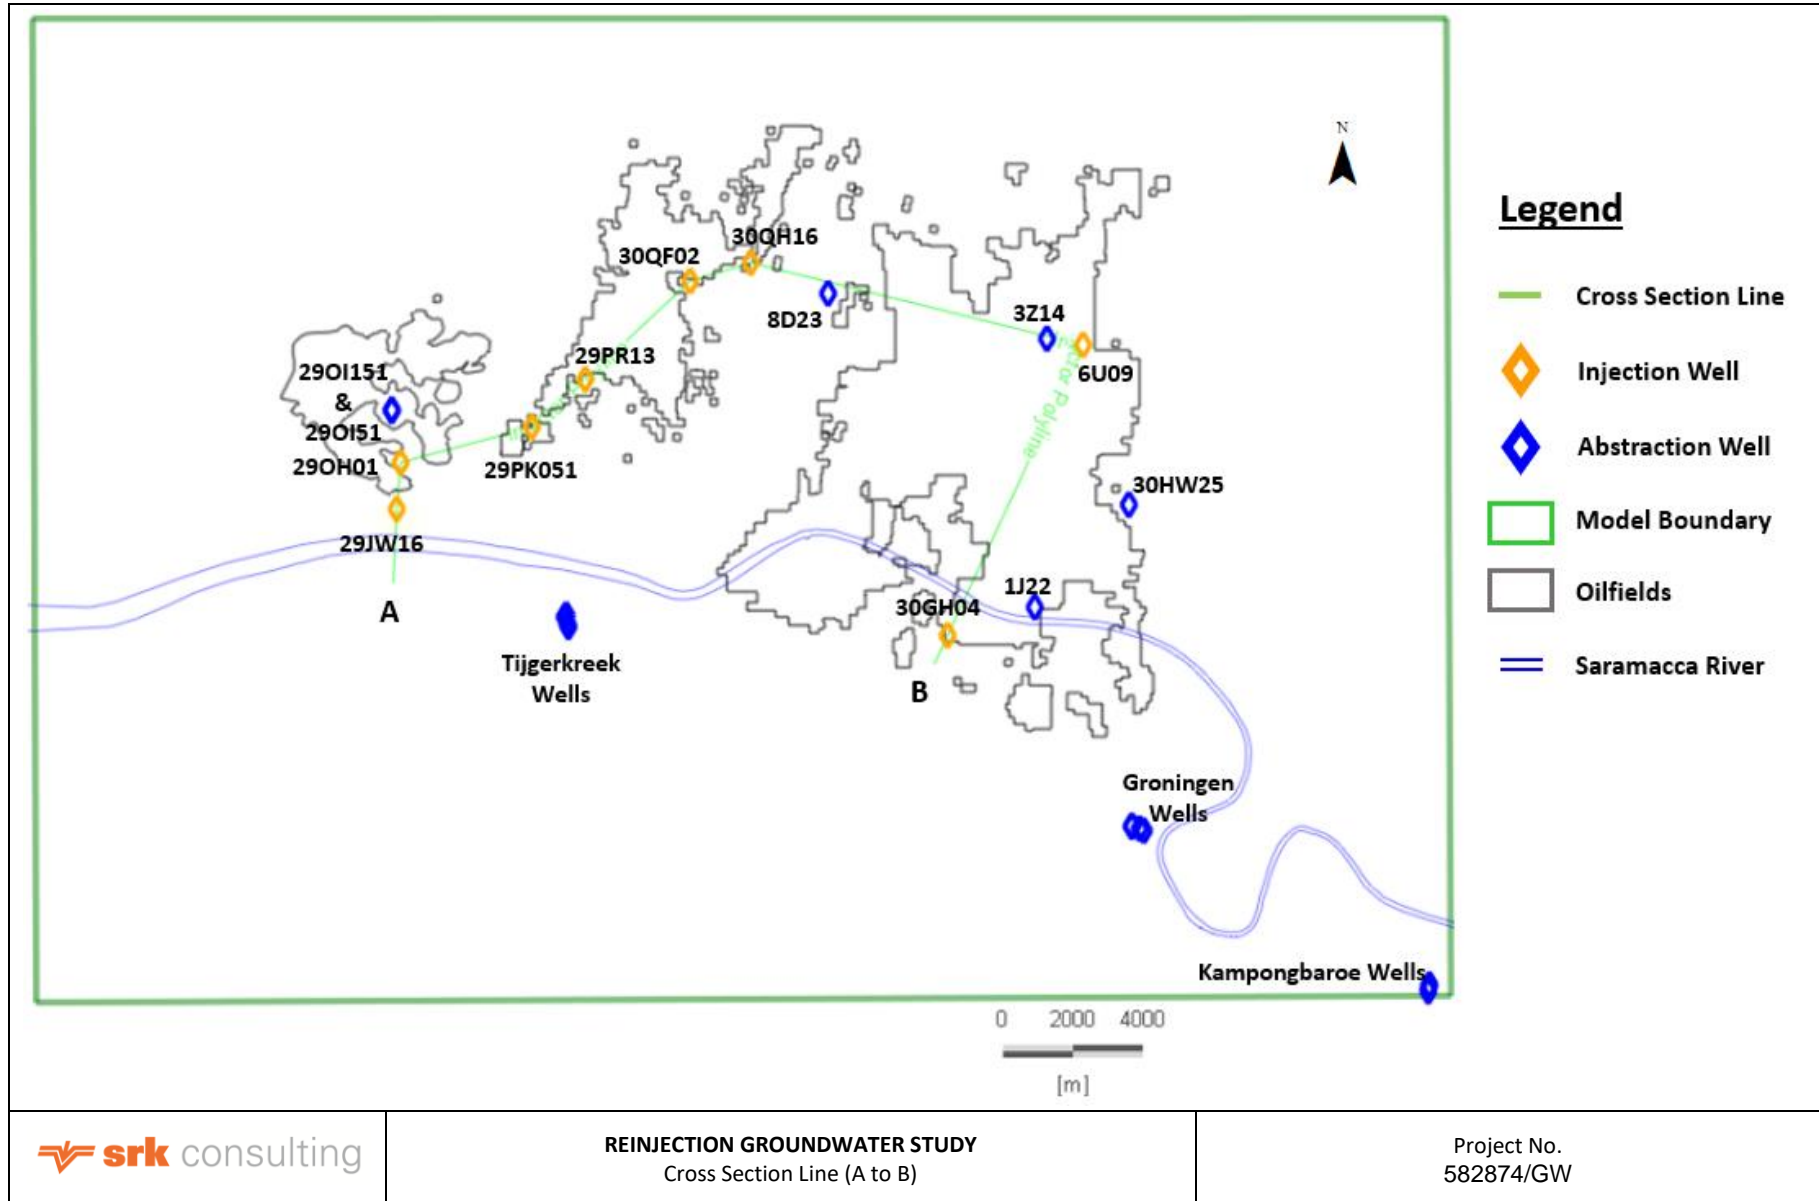 N
30QH16
30QF02
8D23
3Z14
6U09
29PR13
29OI151
&
29OI51
29OH01
29PK051
Polyline
30HW25
29JW16
A
1J22
30GH04
B
Tijgerkreek
Wells
Groningen
Wells
Kampongbaroe Wells
0 2000 4000
[m]
Legend
Cross Section Line
Injection Well
Abstraction Well
Model Boundary
Oilfields
Saramacca River
srk consulting
REINJECTION GROUNDWATER STUDY
Cross Section Line (A to B)
Project No.
582874/GW